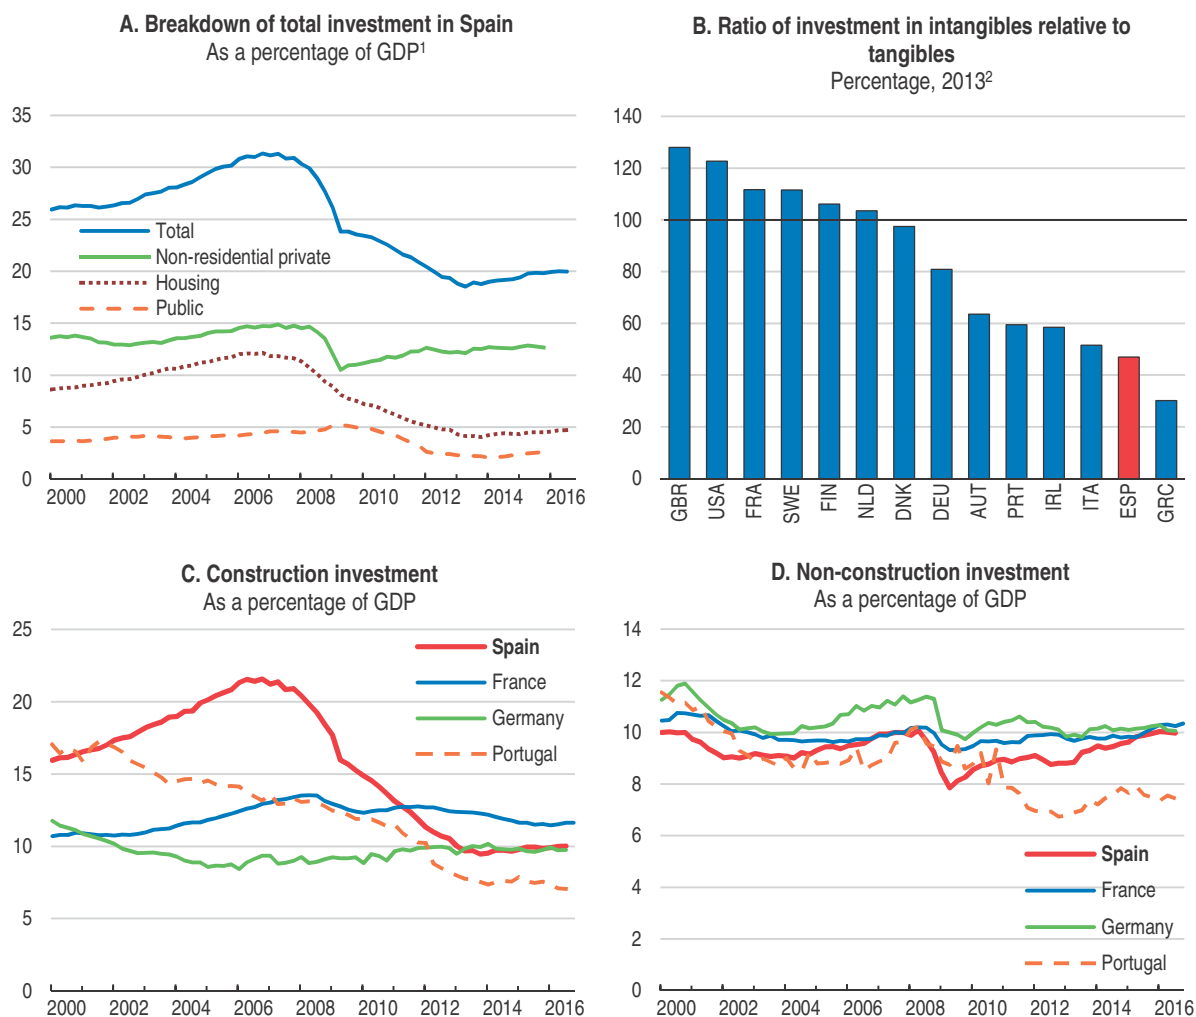 A. Breakdown of total investment in Spain
As a percentage of GDP1
35
30
25
20
15
10
5
0
Total
Non-residential private
Housing
Public
2000 2002 2004 2006 2008 2010 2012 2014 2016
B. Ratio of investment in intangibles relative to
tangibles
Percentage, 20132
140
120
100
80
60
40
20
0
GBR USA FRA SWE FIN NLD DNK DEU AUT PRT IRL ITA ESP GRC
C. Construction investment
As a percentage of GDP
25
20
15
10
5
0
Spain
France
Germany
Portugal
2000 2002 2004 2006 2008 2010 2012 2014 2016
D. Non-construction investment
As a percentage of GDP
14
12
10
8
6
4
2
0
Spain
France
Germany
Portugal
2000 2002 2004 2006 2008 2010 2012 2014 2016